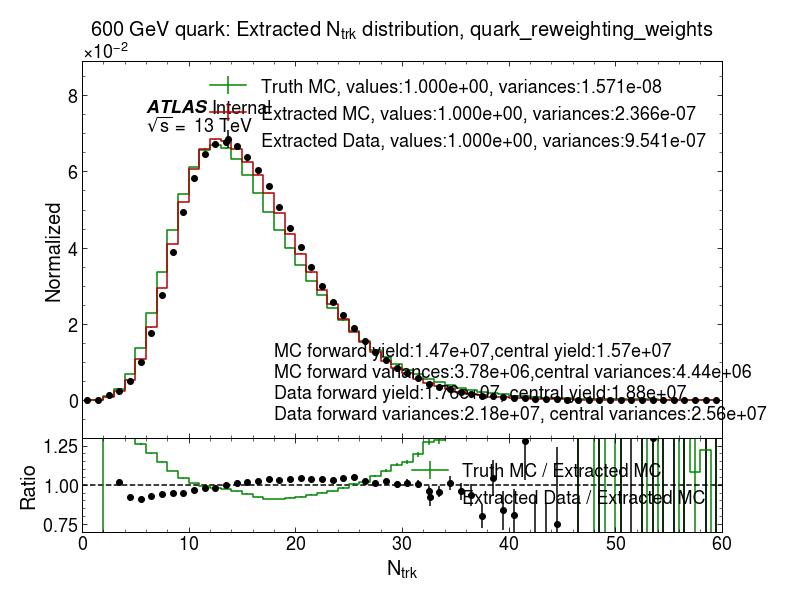 600 GeV quark: Extracted N_trk distribution, quark_reweighting_weights
×10⁻²
Truth MC, values:1.000e+00, variances:1.571e-08
ATLAS Internal
Extracted MC, values:1.000e+00, variances:2.366e-07
√s = 13 TeV
Extracted Data, values:1.000e+00, variances:9.541e-07
8
6
4
2
0
Normalized
MC forward yield:1.47e+07,central yield:1.57e+07
MC forward variances:3.78e+06,central variances:4.44e+06
Data forward yield:1.76e+07, central yield:1.88e+07
Data forward variances:2.18e+07, central variances:2.56e+07
1.25
1.00
0.75
Ratio
Truth MC / Extracted MC
Extracted Data / Extracted MC
0 10 20 30 40 50 60
N_trk